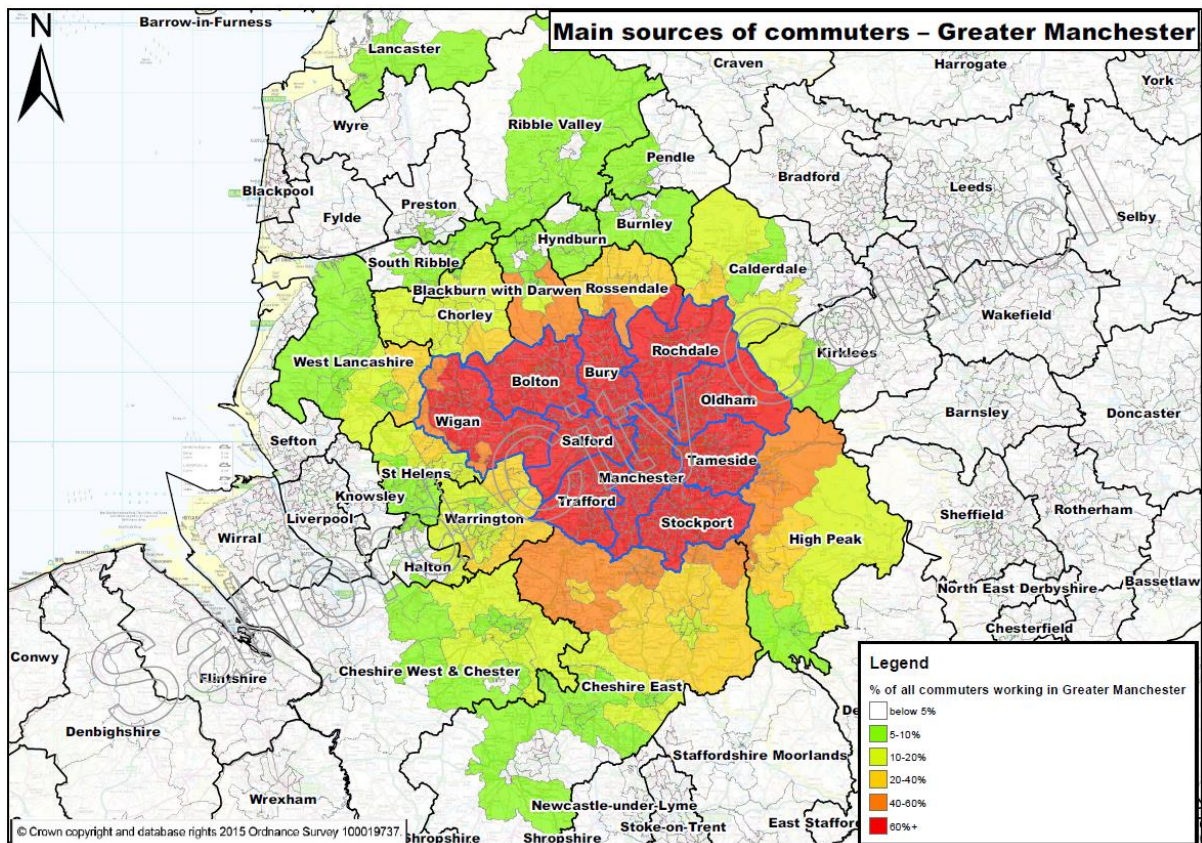 Barrow-in-Furness
N
Main sources of commuters – Greater Manchester
Lancaster
Craven
Harrogate
York
Wyre
Ribble Valley
Pendle
Bradford
Leeds
Blackpool
Preston
Fylde
Selby
Burnley
Hyndburn
South Ribble
Calderdale
Blackburn with Darwen
Rossendale
Chorley
Wakefield
West Lancashire
Rochdale
Kirklees
Bury
Bolton
Oldham
Barnsley
Doncaster
Wigan
Sefton
Salford
Tameside
St Helens
Manchester
Knowsley
Trafford
Liverpool
Warrington
Stockport
Sheffield
Rotherham
Wirral
High Peak
Halton
North East Derbyshire
Bassetlaw
Chesterfield
Conwy
Cheshire West & Chester
Flintshire
Cheshire East
Denbighshire
Staffordshire Moorlands
Wrexham
Newcastle-under-Lyme
Stoke-on-Trent
East Stafford
Shropshire
Shropshire
Legend
% of all commuters working in Greater Manchester
below 5%
5-10%
10-20%
20-40%
40-60%
60%+
© Crown copyright and database rights 2015 Ordnance Survey 100019737.